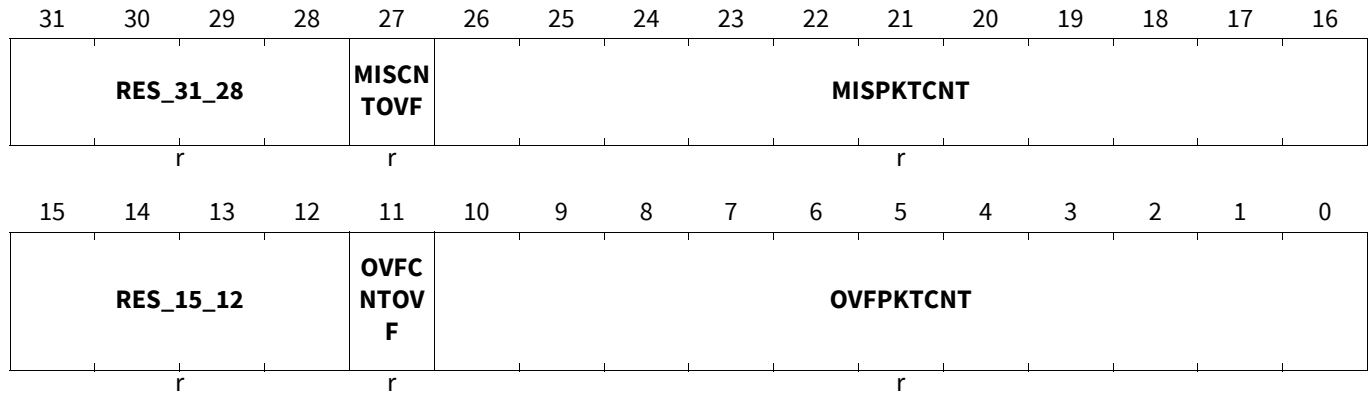 31 30 29 28 27 26 25 24 23 22 21 20 19 18 17 16
RES_31_28 MISCN TOVF MISPKTCNT
r r r
15 14 13 12 11 10 9 8 7 6 5 4 3 2 1 0
RES_15_12 OVFC NTOV F OVFPKTCNT
r r r